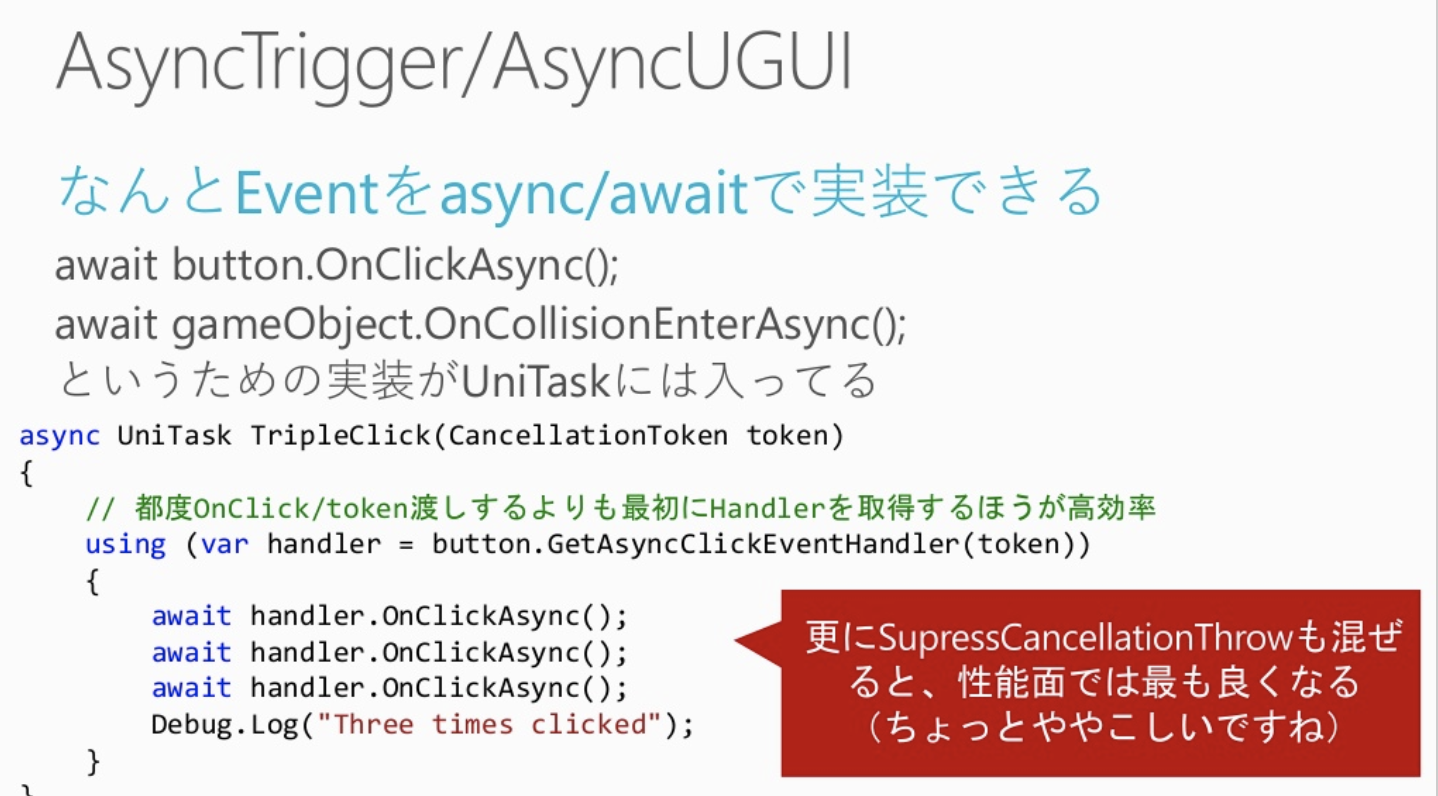 AsyncTrigger/AsyncUGUI
なんとEventをasync/awaitで実装できる
await button.OnClickAsync();
await gameObject.OnCollisionEnterAsync();
というための実装がUniTaskには入ってる
async UniTask TripleClick(CancellationToken token)
{
    // 都度OnClick/token渡しするよりも最初にHandlerを取得するほうが高効率
    using (var handler = button.GetAsyncClickEventHandler(token))
    {
        await handler.OnClickAsync();
        await handler.OnClickAsync();
        await handler.OnClickAsync();
        Debug.Log("Three times clicked");
    }
}
更にSupressCancellationThrowも混ぜ
ると、性能面では最も良くなる
（ちょっとややこしいですね）